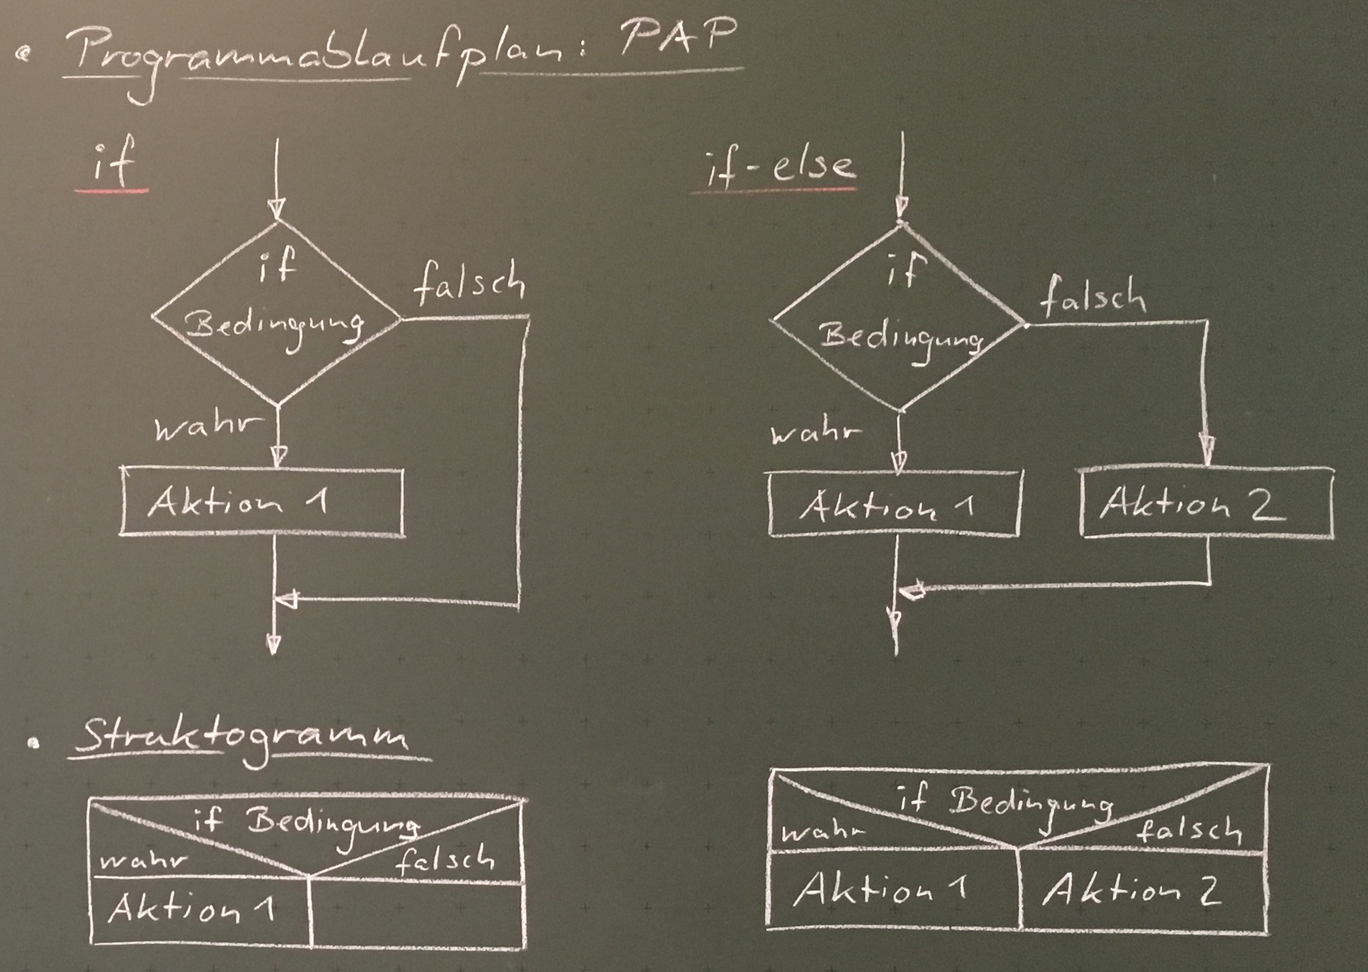 • Programmablaufplan: PAP
if
if
Bedingung
falsch
wahr
Aktion 1
if-else
if
Bedingung
falsch
wahr
Aktion 1
Aktion 2
• Struktogramm
if Bedingung
wahr
falsch
Aktion 1
if Bedingung
wahr
falsch
Aktion 1
Aktion 2